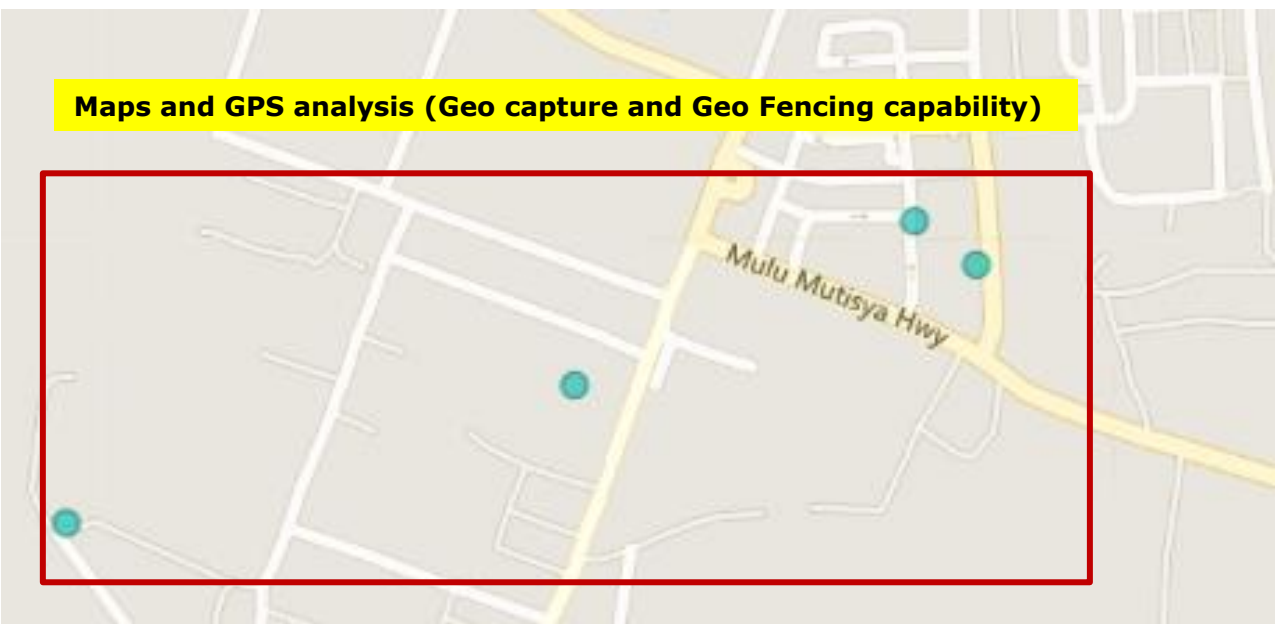 Maps and GPS analysis (Geo capture and Geo Fencing capability)
Mulu Mutisya Hwy